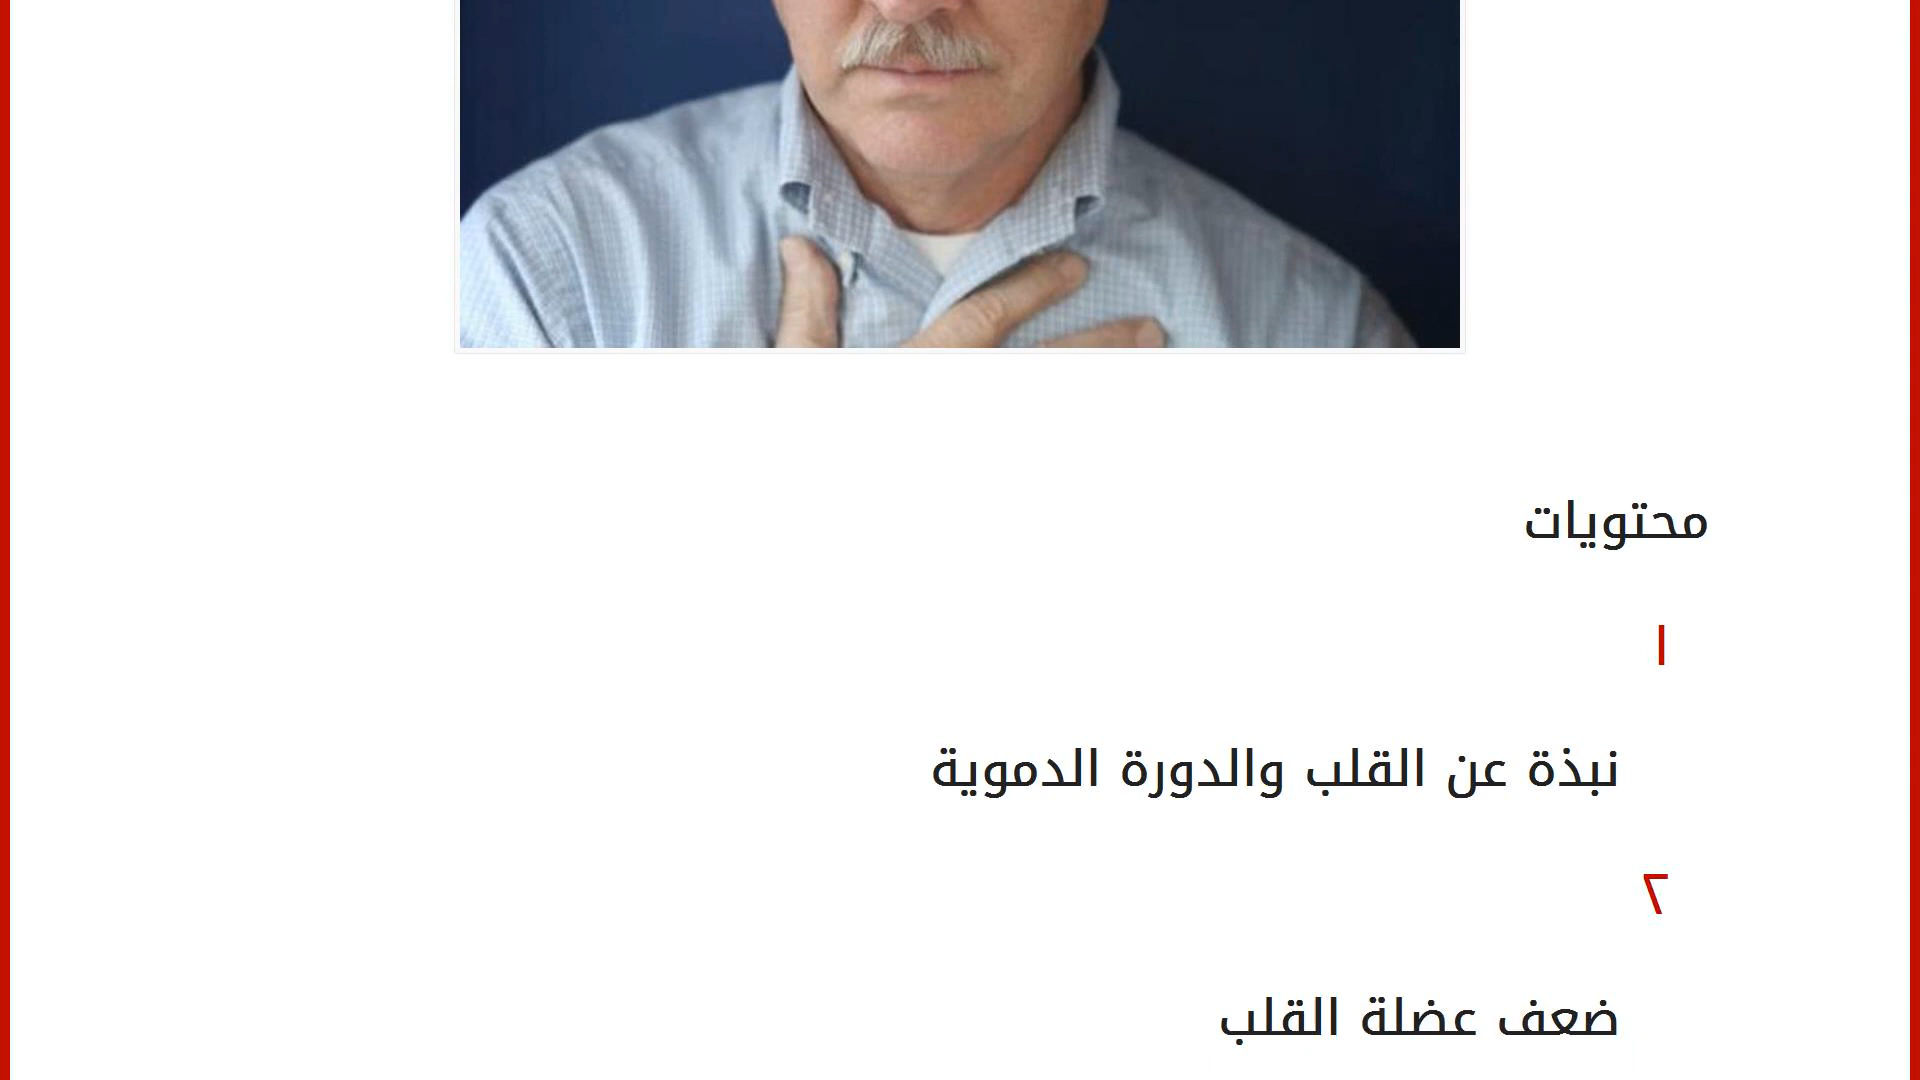 محتويات
١
نبذة عن القلب والدورة الدموية
٢
ضعف عضلة القلب